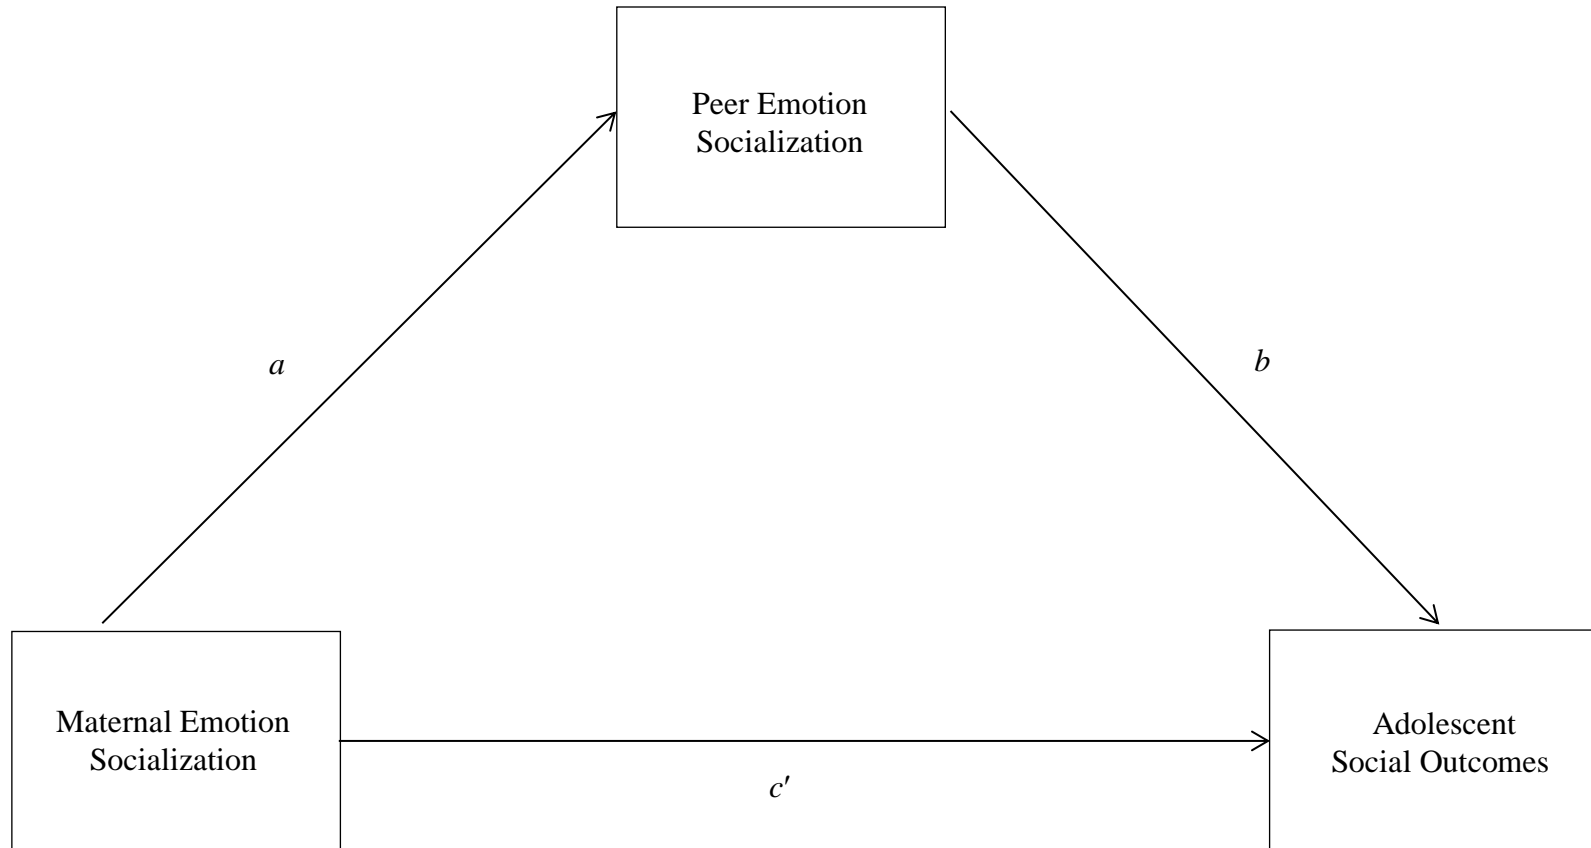 Peer Emotion
Socialization
a
b
Maternal Emotion
Socialization
c′
Adolescent
Social Outcomes